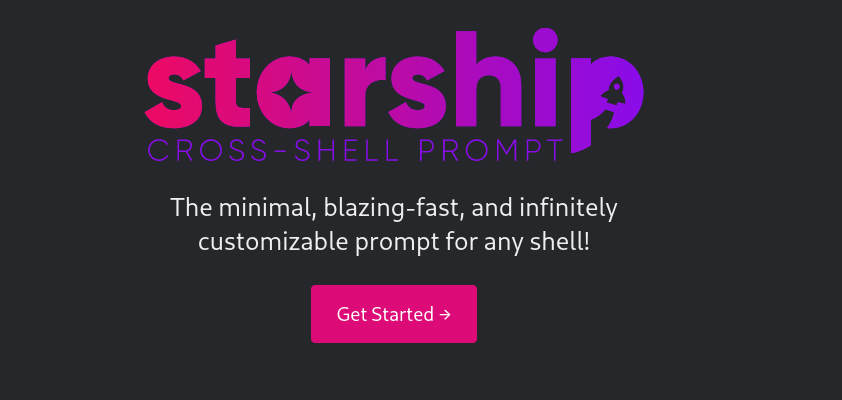 starship
CROSS-SHELL PROMPT
The minimal, blazing-fast, and infinitely
customizable prompt for any shell!
Get Started →